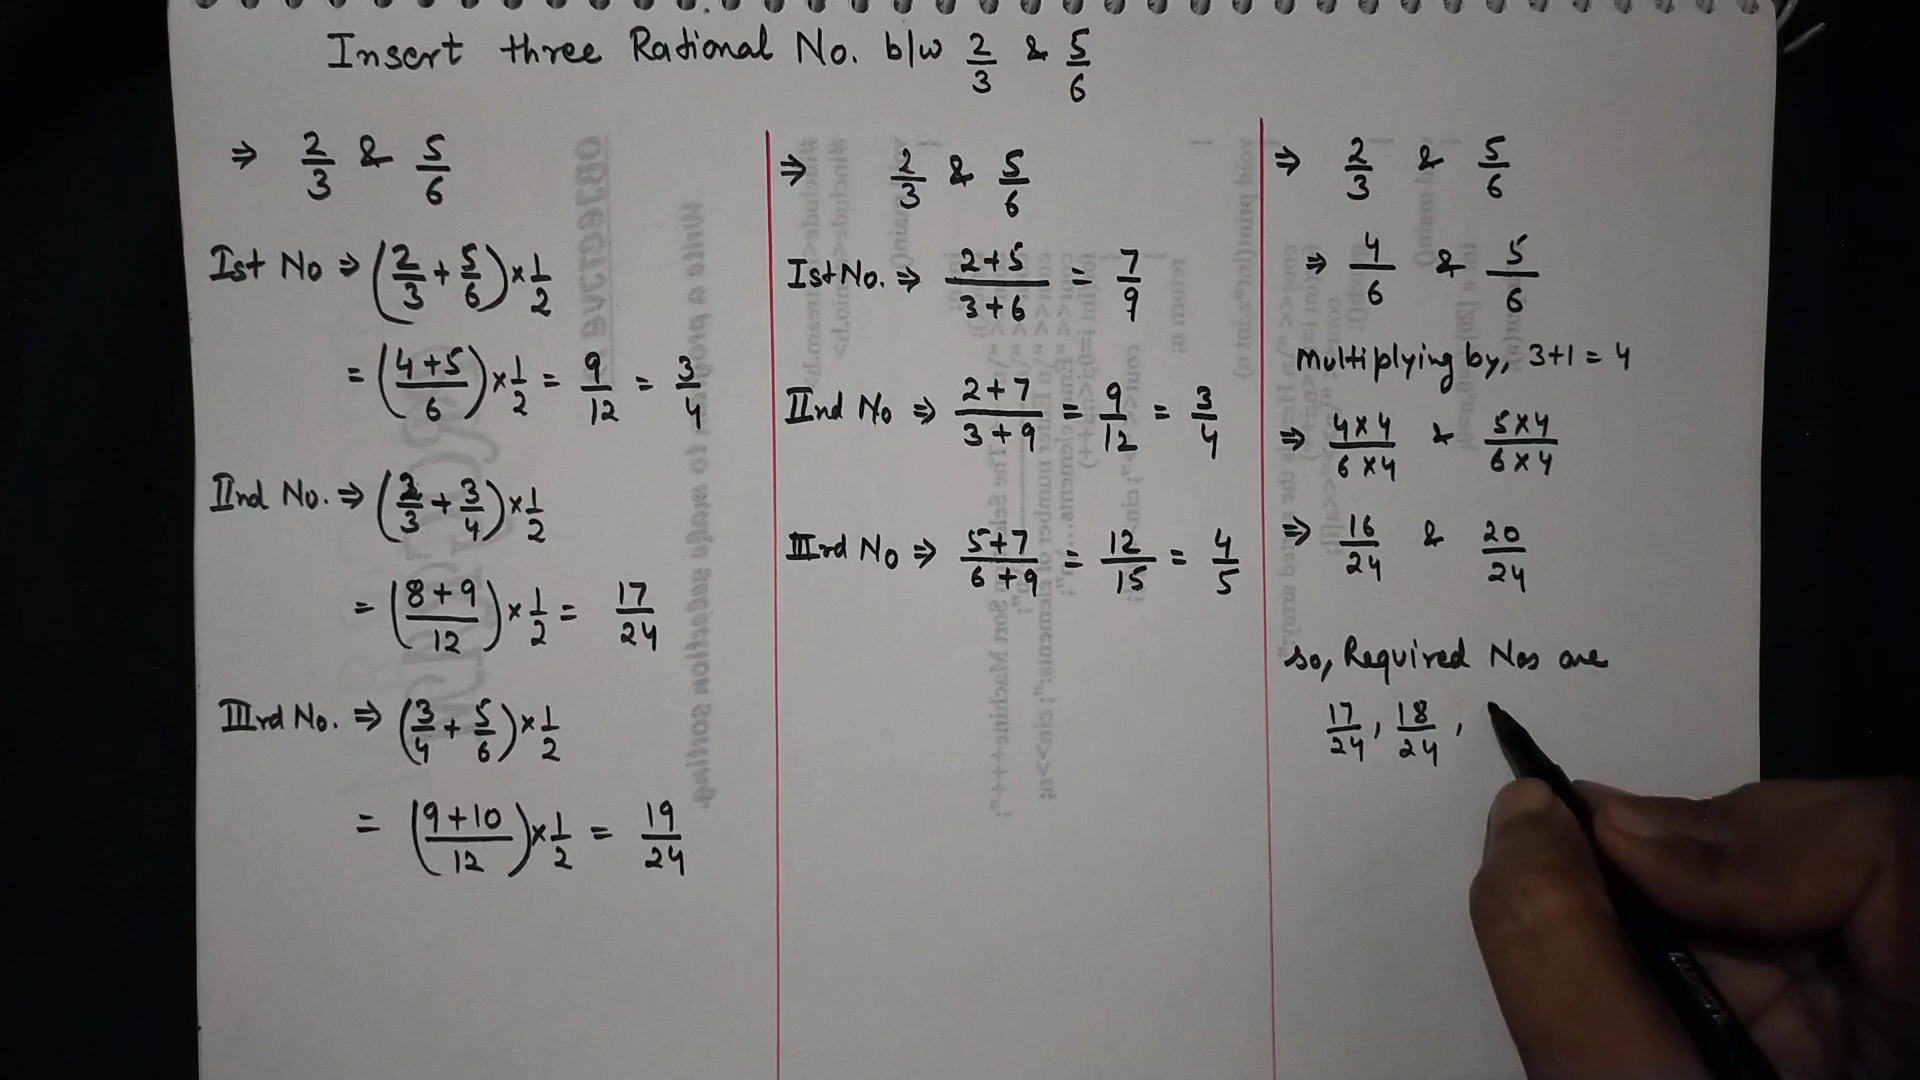 Insert three Rational No. b/w 2/3 & 5/6
⇒ 2/3 & 5/6
Ist No ⇒ (2/3 + 5/6) × 1/2
= ((4+5)/6) × 1/2 = 9/12 = 3/4
IInd No. ⇒ (2/3 + 3/4) × 1/2
= ((8+9)/12) × 1/2 = 17/24
IIIrd No. ⇒ (3/4 + 5/6) × 1/2
= ((9+10)/12) × 1/2 = 19/24
⇒ 2/3 & 5/6
Ist No. ⇒ (2+5)/(3+6) = 7/9
IInd No ⇒ (2+7)/(3+9) = 9/12 = 3/4
IIIrd No ⇒ (5+7)/(6+9) = 12/15 = 4/5
⇒ 2/3 & 5/6
⇒ 4/6 & 5/6
Multiplying by, 3+1 = 4
⇒ (4×4)/(6×4) & (5×4)/(6×4)
⇒ 16/24 & 20/24
so, Required Nos are
17/24, 18/24,